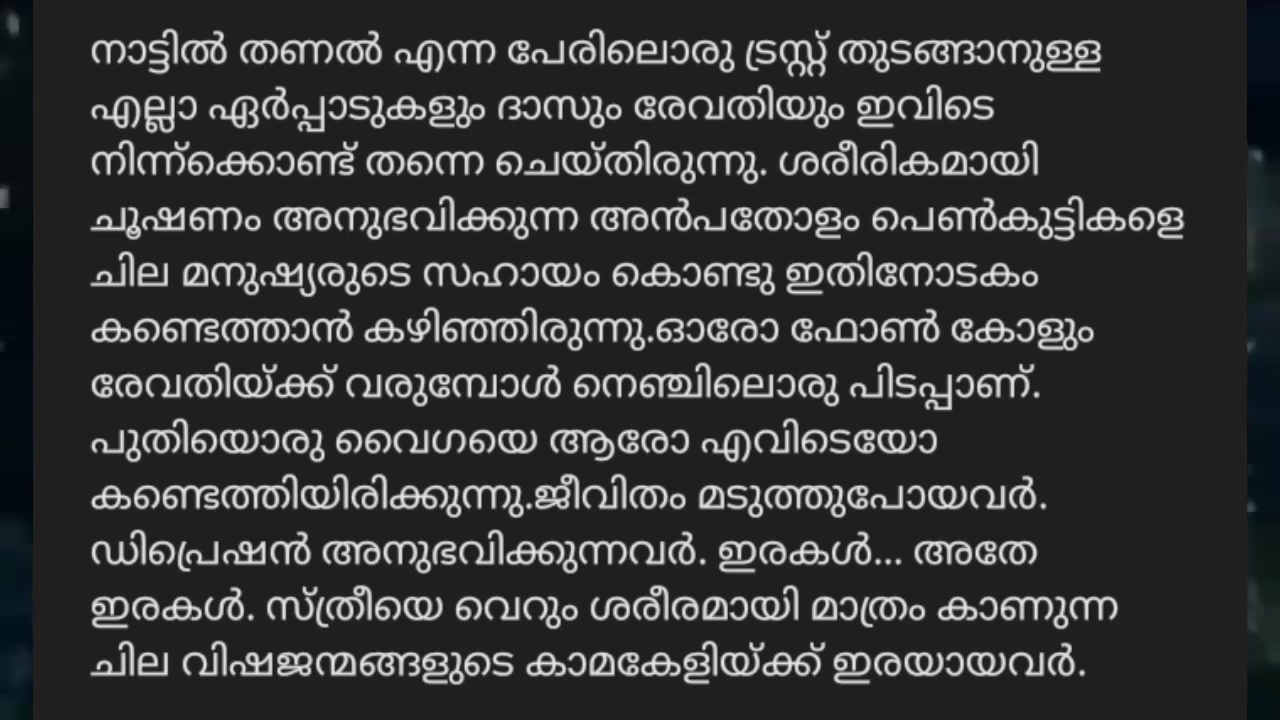 നാട്ടിൽ തണൽ എന്ന പേരിലൊരു ട്രസ്റ്റ് തുടങ്ങാനുള്ള
എല്ലാ ഏർപ്പാടുകളും ദാസും രേവതിയും ഇവിടെ
നിന്ന്ക്കൊണ്ട് തന്നെ ചെയ്തിരുന്നു. ശരീരികമായി
ചൂഷണം അനുഭവിക്കുന്ന അൻപതോളം പെൺകുട്ടികളെ
ചില മനുഷ്യരുടെ സഹായം കൊണ്ടു ഇതിനോടകം
കണ്ടെത്താൻ കഴിഞ്ഞിരുന്നു.ഓരോ ഫോൺ കോളും
രേവതിയ്ക്ക് വരുമ്പോൾ നെഞ്ചിലൊരു പിടപ്പാണ്.
പുതിയൊരു വൈഗയെ ആരോ എവിടെയോ
കണ്ടെത്തിയിരിക്കുന്നു.ജീവിതം മടുത്തുപോയവർ.
ഡിപ്രെഷൻ അനുഭവിക്കുന്നവർ. ഇരകൾ... അതേ
ഇരകൾ. സ്ത്രീയെ വെറും ശരീരമായി മാത്രം കാണുന്ന
ചില വിഷജന്മങ്ങളുടെ കാമകേളിയ്ക്ക് ഇരയായവർ.